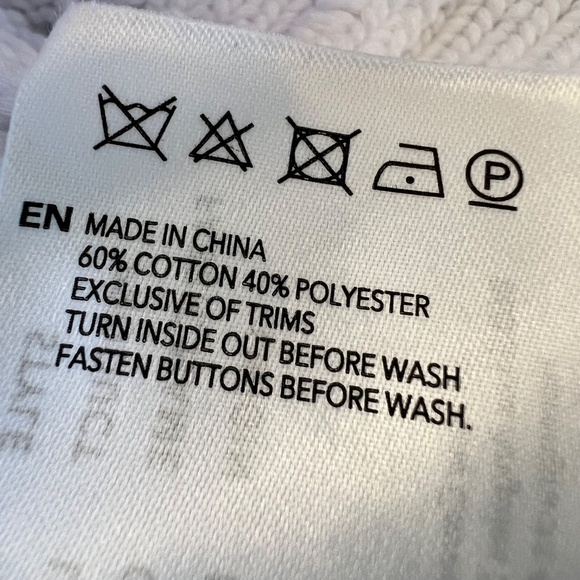 P
EN MADE IN CHINA
60% COTTON 40% POLYESTER
EXCLUSIVE OF TRIMS
TURN INSIDE OUT BEFORE WASH
FASTEN BUTTONS BEFORE WASH.